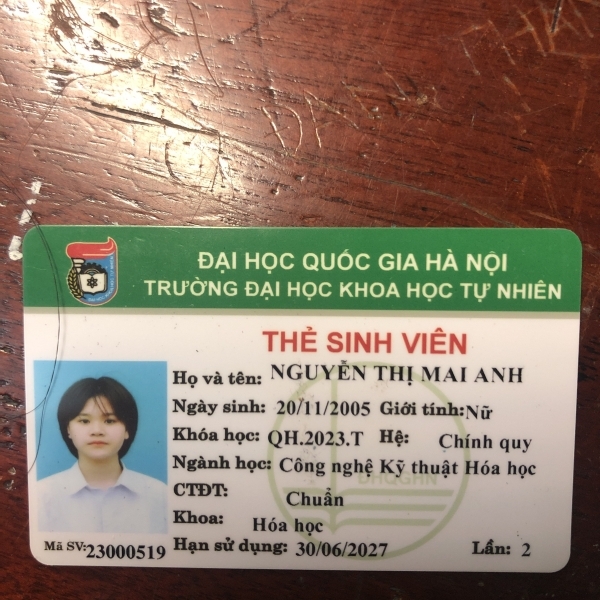 ĐẠI HỌC QUỐC GIA HÀ NỘI
TRƯỜNG ĐẠI HỌC KHOA HỌC TỰ NHIÊN
THẺ SINH VIÊN
Họ và tên: NGUYỄN THỊ MAI ANH
Ngày sinh: 20/11/2005 Giới tính: Nữ
Khóa học: QH.2023.T Hệ: Chính quy
Ngành học: Công nghệ Kỹ thuật Hóa học
ĐHQGHN
CTĐT: Chuẩn
Khoa: Hóa học
Mã SV: 23000519 Hạn sử dụng: 30/06/2027 Lần: 2